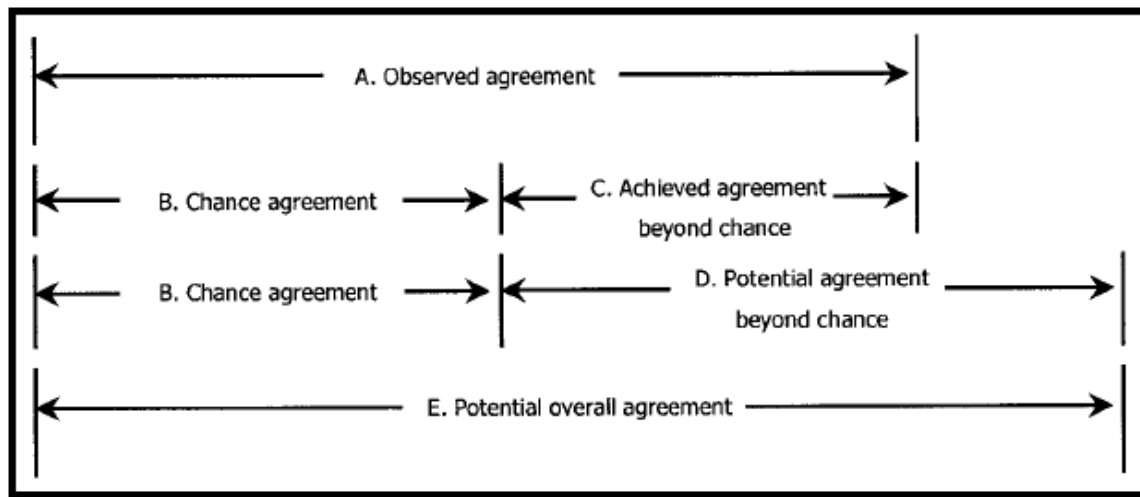 A. Observed agreement
B. Chance agreement
C. Achieved agreement
beyond chance
B. Chance agreement
D. Potential agreement
beyond chance
E. Potential overall agreement